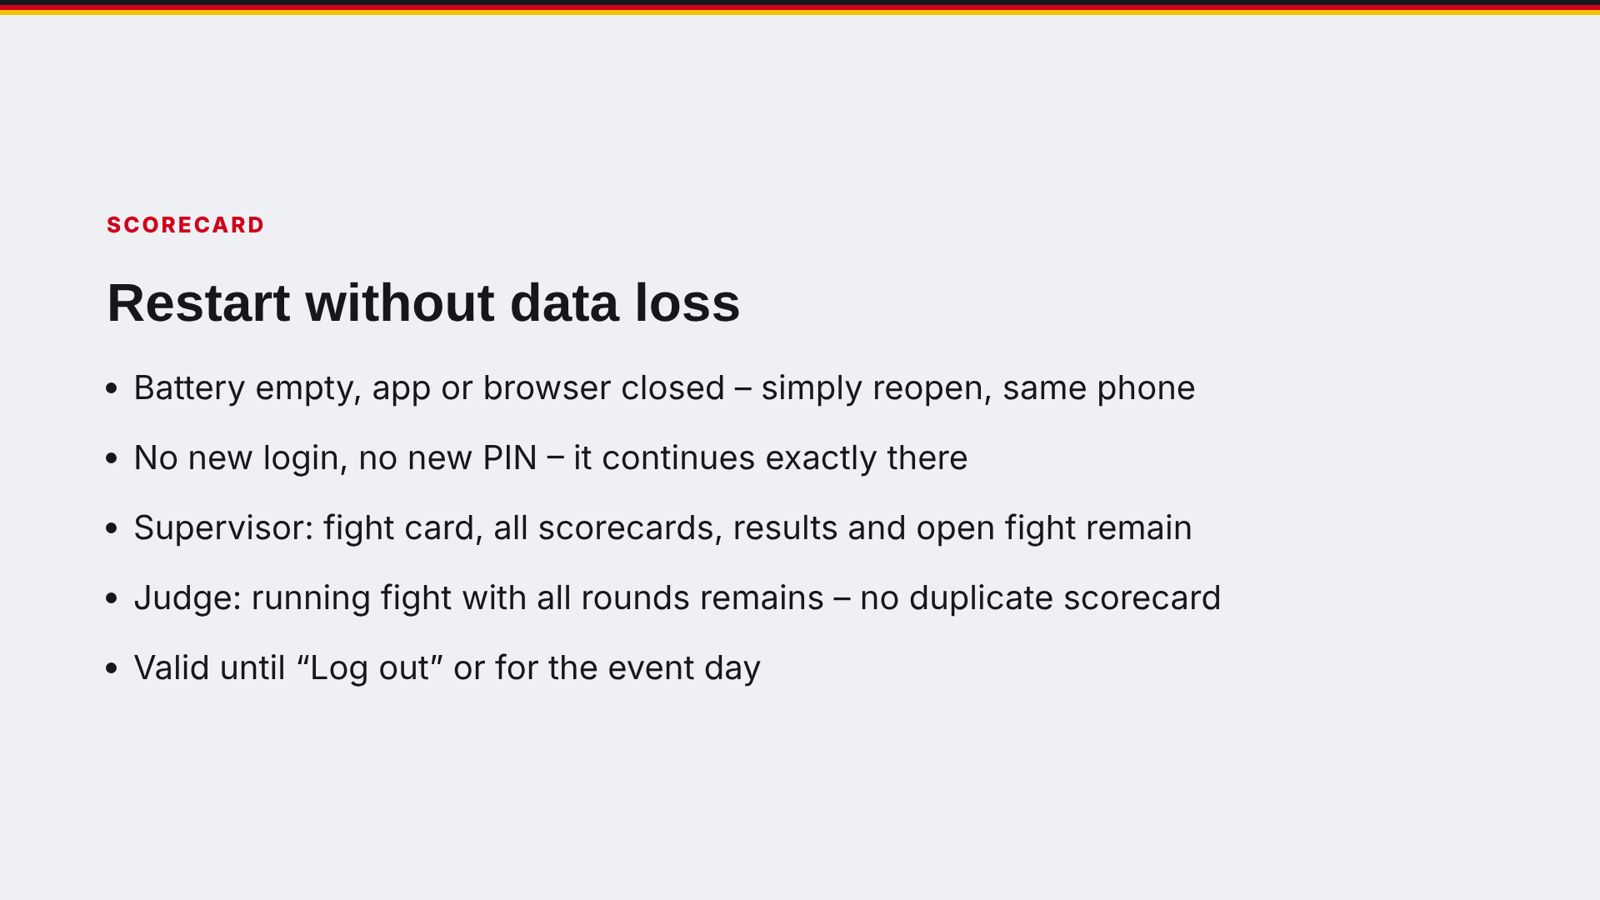 SCORECARD
Restart without data loss
• Battery empty, app or browser closed – simply reopen, same phone
• No new login, no new PIN – it continues exactly there
• Supervisor: fight card, all scorecards, results and open fight remain
• Judge: running fight with all rounds remains – no duplicate scorecard
• Valid until “Log out” or for the event day